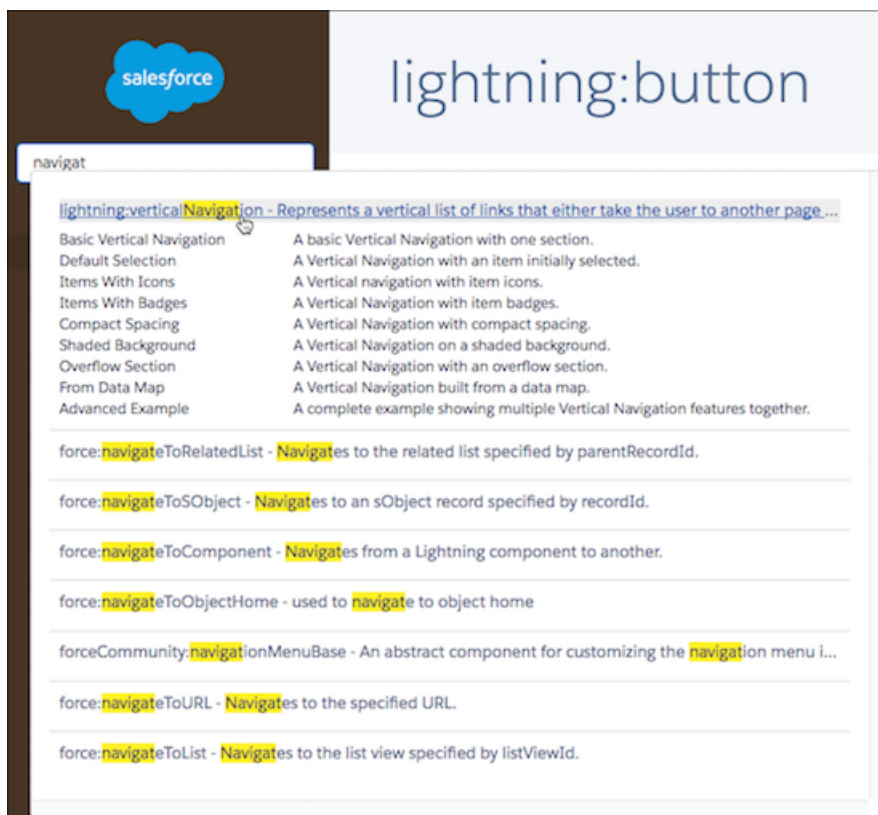 salesforce
lightning:button
navigat
lightning:verticalNavigation - Represents a vertical list of links that either take the user to another page ...
Basic Vertical Navigation A basic Vertical Navigation with one section.
Default Selection A Vertical Navigation with an item initially selected.
Items With Icons A Vertical navigation with item icons.
Items With Badges A Vertical Navigation with item badges.
Compact Spacing A Vertical Navigation with compact spacing.
Shaded Background A Vertical Navigation on a shaded background.
Overflow Section A Vertical Navigation with an overflow section.
From Data Map A Vertical Navigation built from a data map.
Advanced Example A complete example showing multiple Vertical Navigation features together.
force:navigateToRelatedList - Navigates to the related list specified by parentRecordId.
force:navigateToSObject - Navigates to an sObject record specified by recordId.
force:navigateToComponent - Navigates from a Lightning component to another.
force:navigateToObjectHome - used to navigate to object home
forceCommunity:navigationMenuBase - An abstract component for customizing the navigation menu i...
force:navigateToURL - Navigates to the specified URL.
force:navigateToList - Navigates to the list view specified by listViewId.